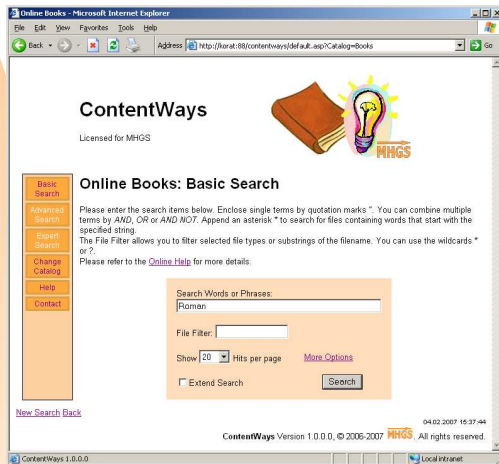 Online Books - Microsoft Internet Explorer
File Edit View Favorites Tools Help
Back Address http://korat:88/contentways/default.asp?Catalog=Books Go
ContentWays
Licensed for MHGS
MHGS
Basic
Search
Advanced
Search
Expert
Search
Change
Catalog
Help
Contact
Online Books: Basic Search
Please enter the search items below. Enclose single terms by quotation marks ". You can combine multiple
terms by AND, OR or AND NOT. Append an asterisk * to search for files containing words that start with the
specified string.
The File Filter allows you to filter selected file types or substrings of the filename. You can use the wildcards *
or ?.
Please refer to the Online Help for more details.
Search Words or Phrases:
Roman
File Filter:
Show 20 Hits per page More Options
Extend Search Search
New Search Back
04.02.2007 15:37:44
ContentWays Version 1.0.0.0, © 2006-2007 MHGS. All rights reserved.
ContentWays 1.0.0.0 Local intranet